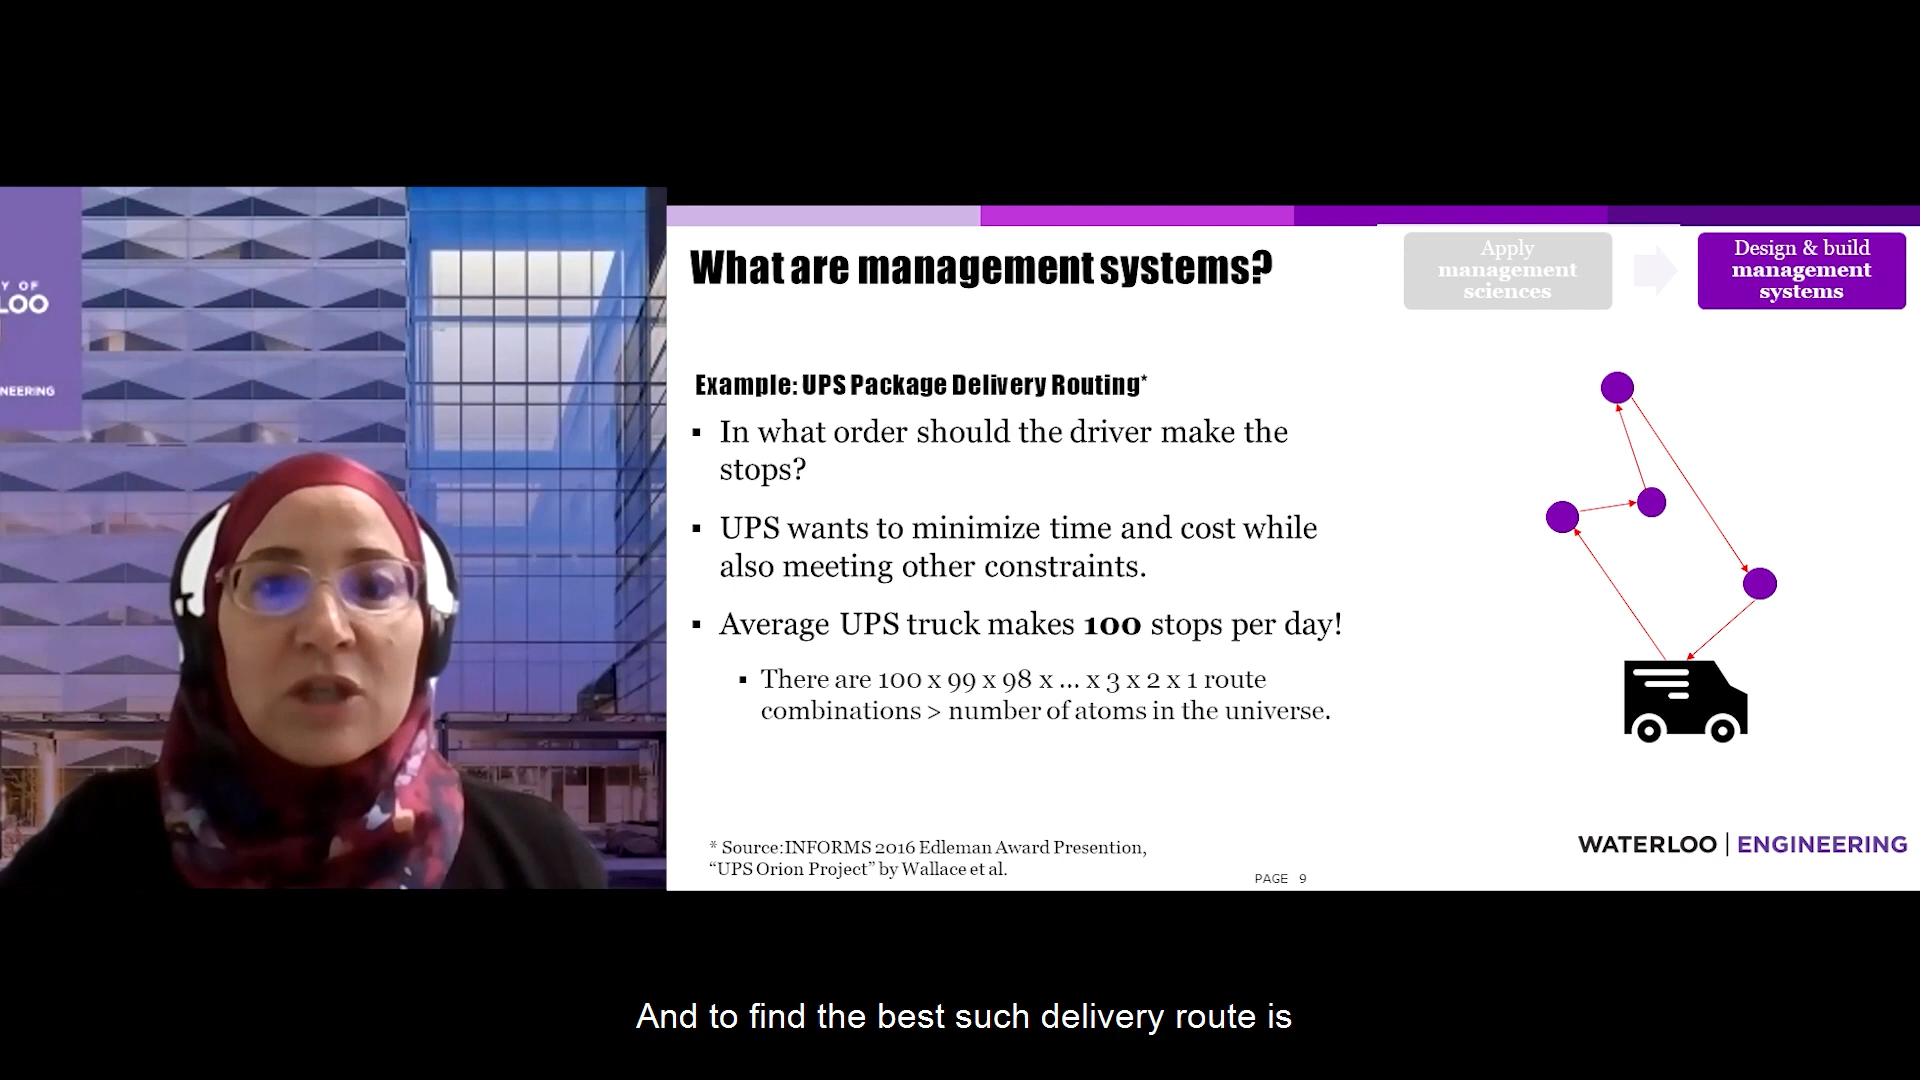 Y OF
LOO
NEERING
What are management systems?
Apply
management
sciences
Design & build
management
systems
Example: UPS Package Delivery Routing*
▪ In what order should the driver make the
stops?
▪ UPS wants to minimize time and cost while
also meeting other constraints.
▪ Average UPS truck makes 100 stops per day!
▪ There are 100 x 99 x 98 x ... x 3 x 2 x 1 route
combinations > number of atoms in the universe.
* Source:INFORMS 2016 Edleman Award Presention,
“UPS Orion Project” by Wallace et al.
PAGE 9
WATERLOO | ENGINEERING
And to find the best such delivery route is